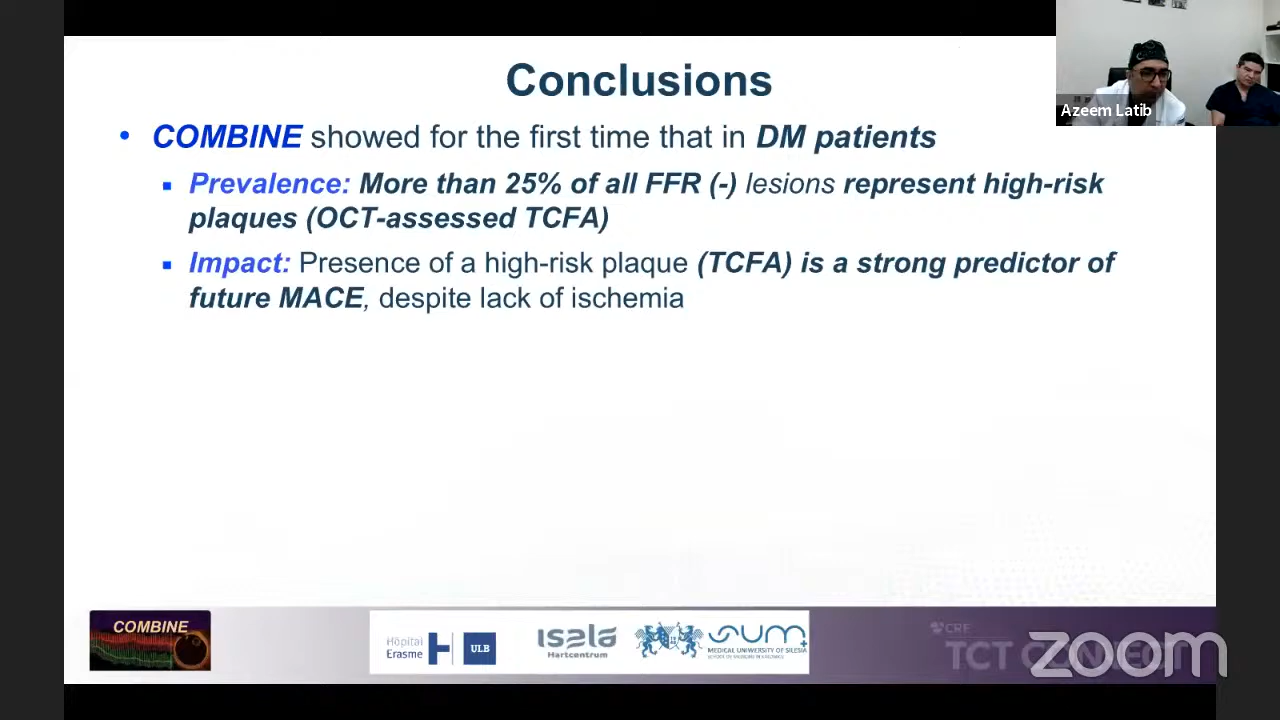 Conclusions
Azeem Latib
• COMBINE showed for the first time that in DM patients
▪ Prevalence: More than 25% of all FFR (-) lesions represent high-risk
plaques (OCT-assessed TCFA)
▪ Impact: Presence of a high-risk plaque (TCFA) is a strong predictor of
future MACE, despite lack of ischemia
COMBINE
Hôpital
Erasme
ULB
isala
Hartcentrum
SUM
MEDICAL UNIVERSITY OF SILESIA
CRF
TCT CONNECT
zoom